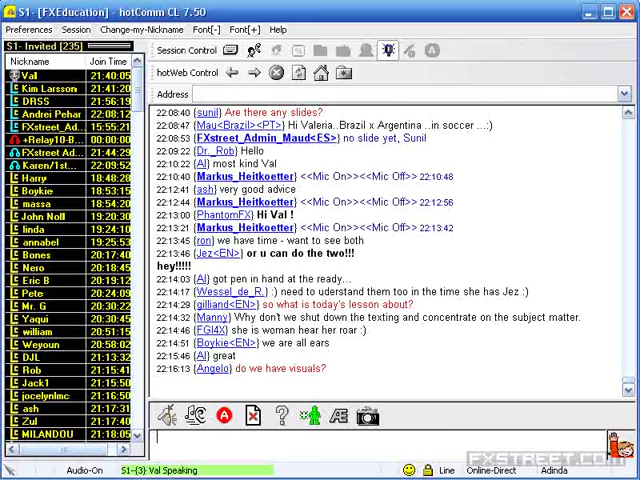 S1- [FXEducation] - hotComm CL 7.50
Preferences Session Change-my-Nickname Font[-] Font[+] Help
S1- Invited [235]
Nickname Join Time
Val 21:40:05
Kim Larsson 21:41:20
DRSS 21:56:19
Andrei Pehar 22:08:12
FXstreet_Ad... 15:55:21
+Relay10-B... 00:00:00
FXstreet Ad... 21:44:29
Karen/1st... 22:09:52
Harry 18:48:19
Boykie 18:53:15
massa 18:54:20
John Noll 19:20:30
linda 19:24:10
annabel 19:25:53
Bones 20:17:40
Nero 20:18:45
Eric B 20:19:12
Pete 20:24:09
Mr. G 20:30:22
Yaqui 20:30:45
william 20:51:15
Weyoun 20:58:50
DJL 21:13:32
Rob 21:15:41
Jack1 21:15:50
jocelynlmc 21:16:50
ash 21:17:31
Zul 21:17:40
MILANDOU 21:18:05
Session Control
hotWeb Control
Address
22:08:40 {sunil} Are there any slides?
22:08:47 {Mau<Brazil><PT>} Hi Valeria..Brazil x Argentina ..in soccer ...:)
22:08:53 {FXstreet_Admin_Maud<ES>} no slide yet, Sunil
22:09:22 {Dr._Rob} Hello
22:10:22 {Al} most kind Val
22:10:40 {Markus_Heitkoetter} <<Mic On>><<Mic Off>> 22:10:48
22:12:41 {ash} very good advice
22:12:44 {Markus_Heitkoetter} <<Mic On>><<Mic Off>> 22:12:56
22:13:00 {PhantomFX} Hi Val !
22:13:21 {Markus_Heitkoetter} <<Mic On>><<Mic Off>> 22:13:42
22:13:45 {ron} we have time - want to see both
22:13:46 {Jez<EN>} or u can do the two!!!
hey!!!!!
22:14:03 {Al} got pen in hand at the ready...
22:14:17 {Wessel_de_R.} :) need to uderstand them too in the time she has Jez :)
22:14:29 {gilliand<EN>} so what is today's lesson about?
22:14:32 {Manny} Why don't we shut down the texting and concentrate on the subject matter.
22:14:46 {FGI4X} she is woman hear her roar :)
22:14:51 {Boykie<EN>} we are all ears
22:15:46 {Al} great
22:16:13 {Angelo} do we have visuals?
FXSTREET.COM
Audio-On S1-{3} Val Speaking Line Online-Direct Adinda